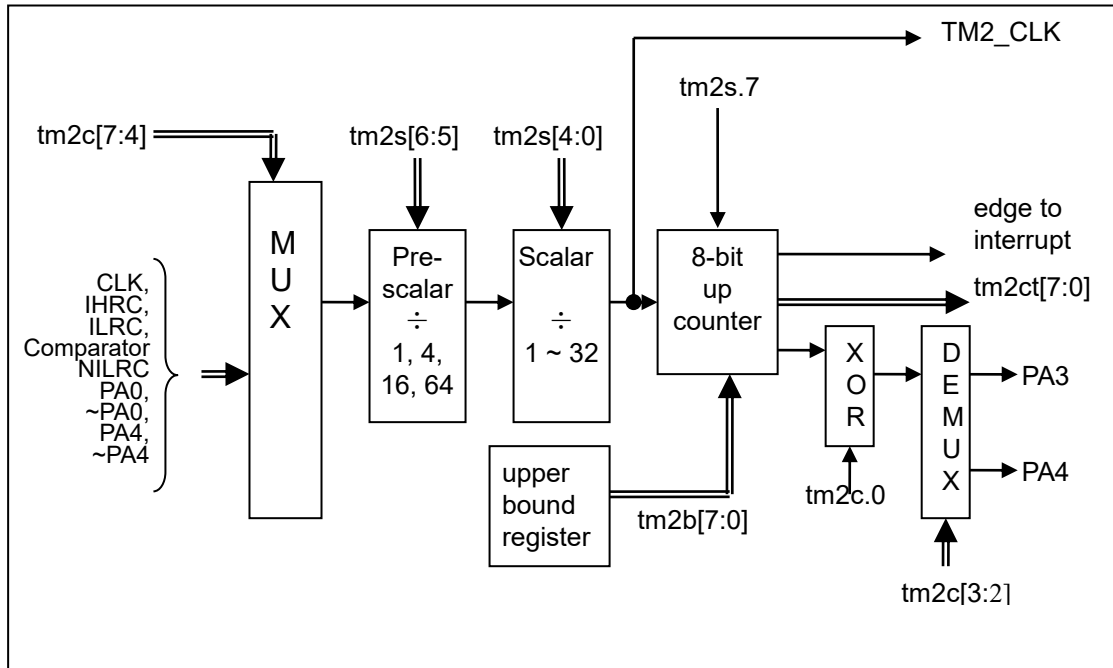 TM2_CLK
tm2s.7
tm2c[7:4]
tm2s[6:5]
tm2s[4:0]
M
U
X
Pre-
scalar
÷
1, 4,
16, 64
Scalar
÷
1 ~ 32
8-bit
up
counter
edge to
interrupt
tm2ct[7:0]
CLK,
IHRC,
ILRC,
Comparator
NILRC
PA0,
~PA0,
PA4,
~PA4
X
O
R
D
E
M
U
X
PA3
PA4
upper
bound
register
tm2b[7:0]
tm2c.0
tm2c[3:2]